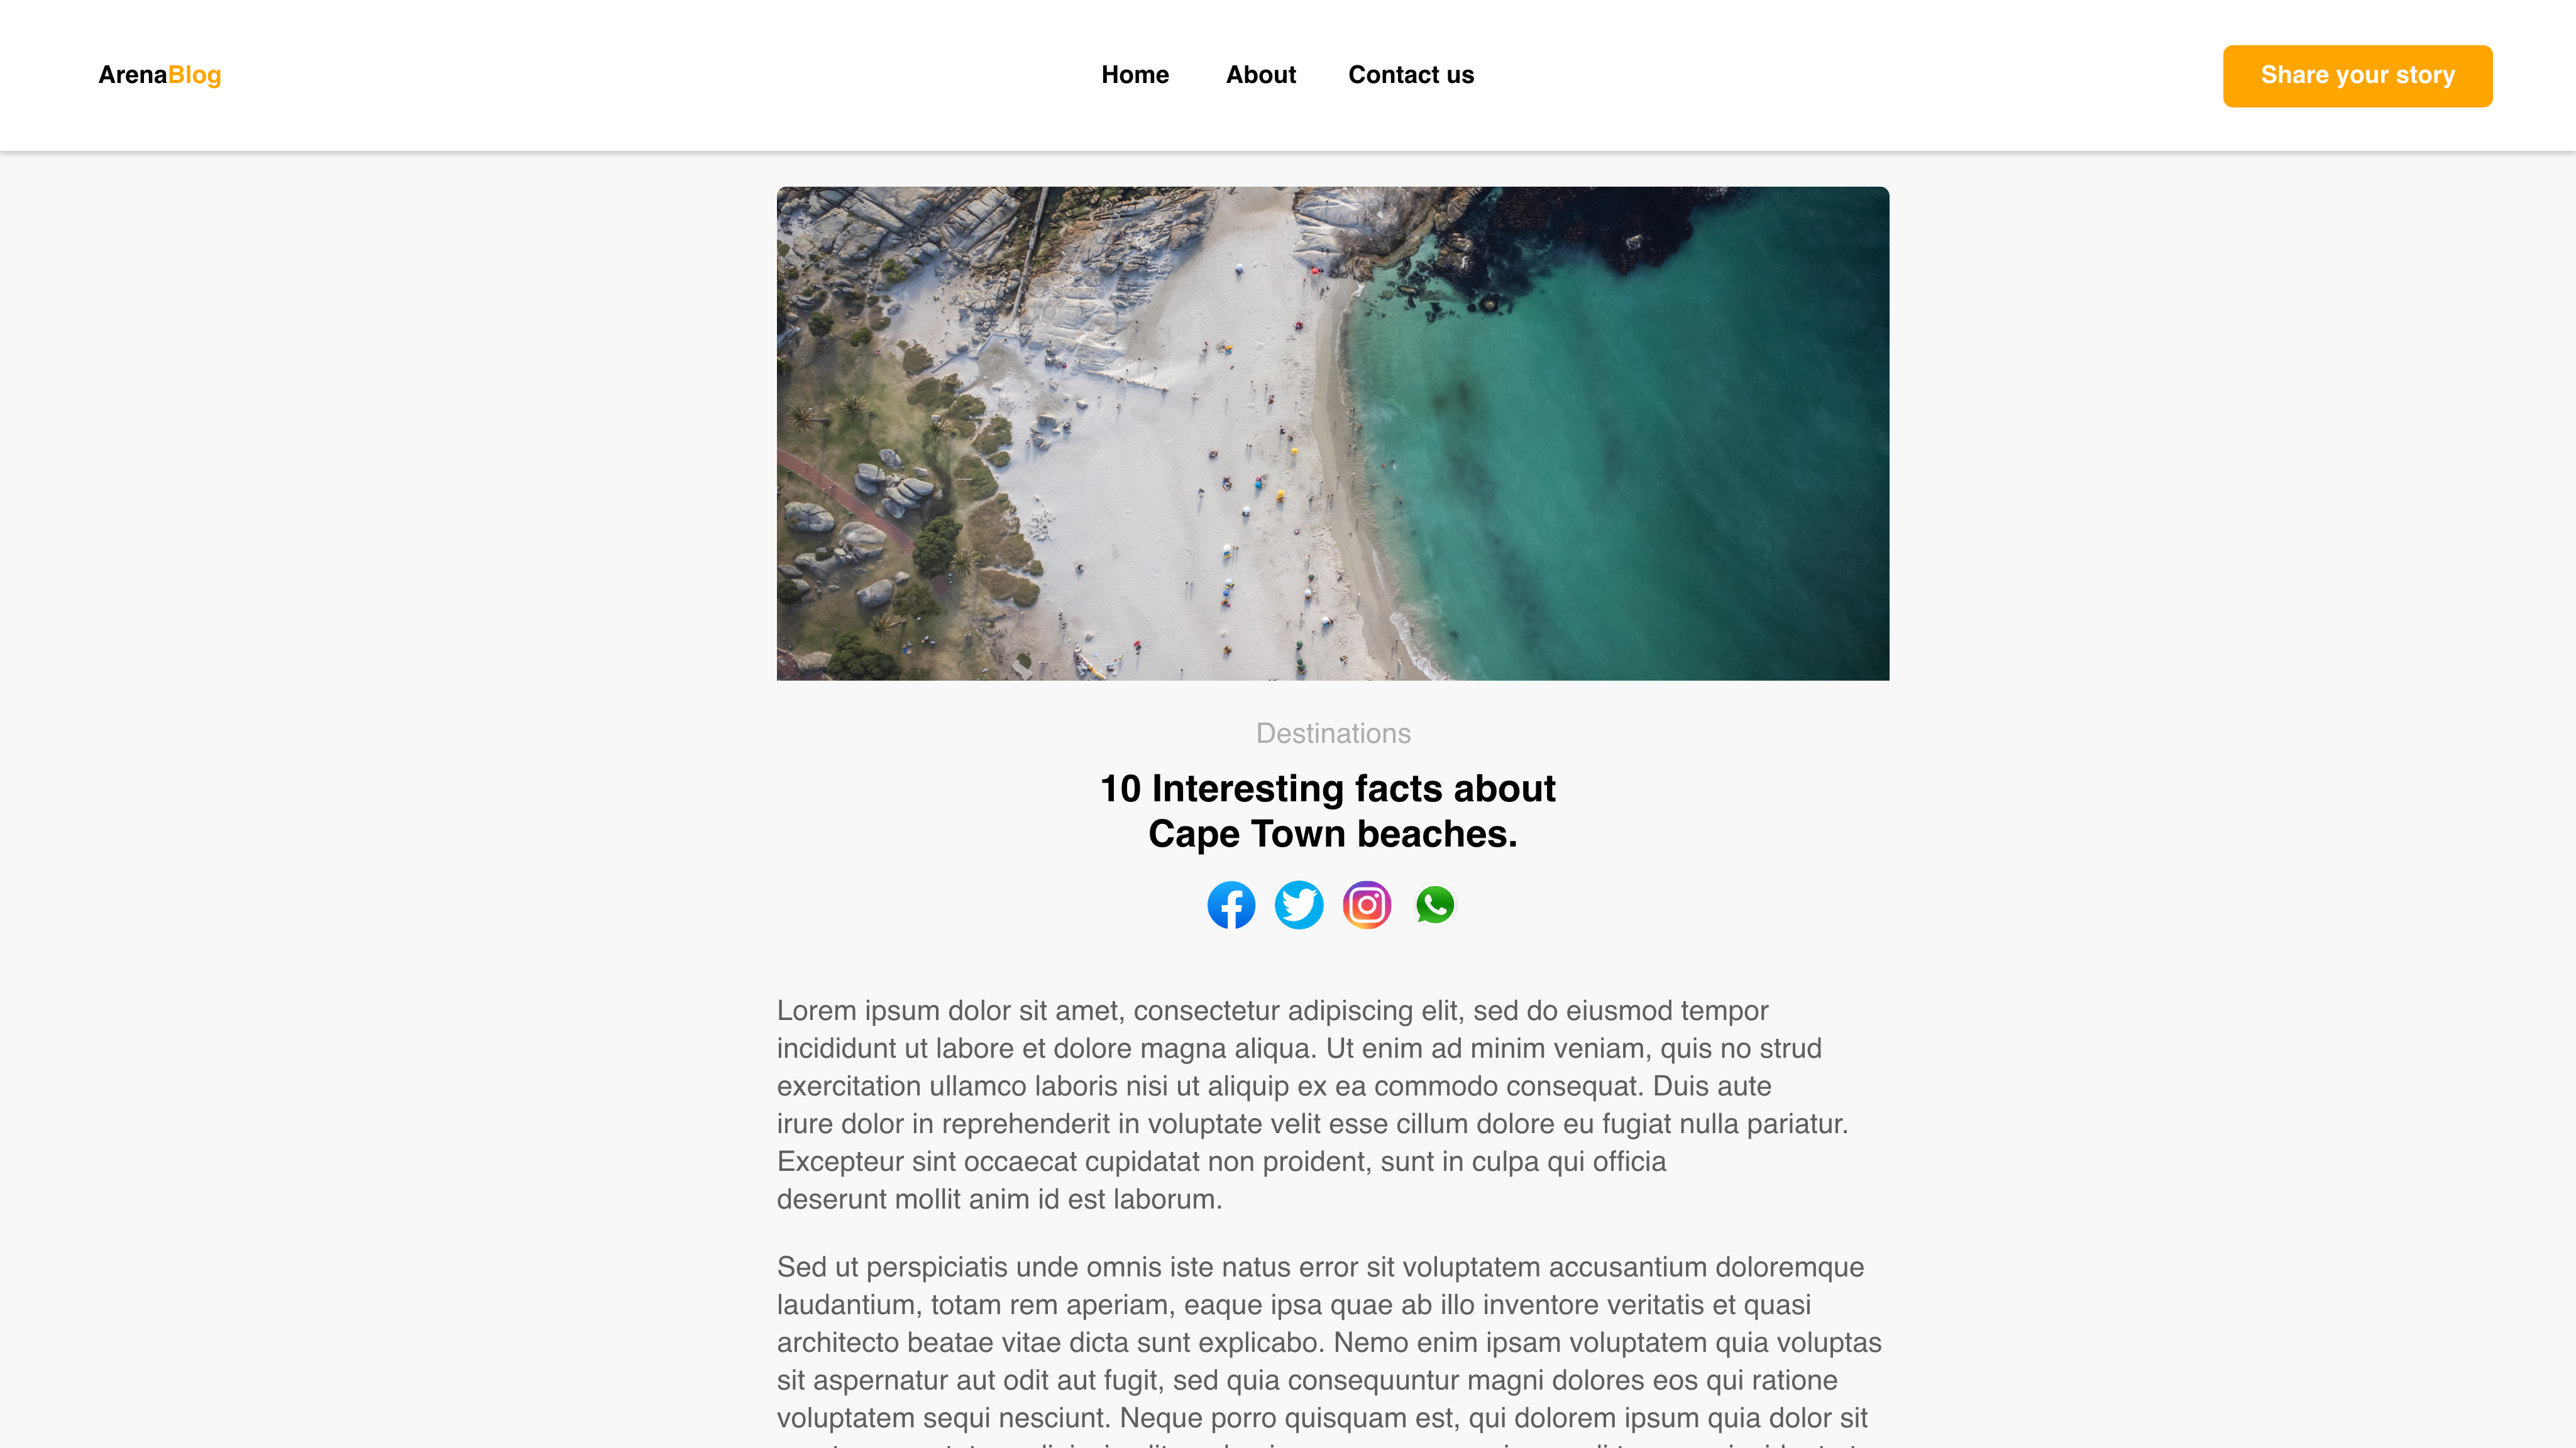 ArenaBlog
Home
About
Contact us
Share your story
Destinations
10 Interesting facts about
Cape Town beaches.
Lorem ipsum dolor sit amet, consectetur adipiscing elit, sed do eiusmod tempor
incididunt ut labore et dolore magna aliqua. Ut enim ad minim veniam, quis no strud
exercitation ullamco laboris nisi ut aliquip ex ea commodo consequat. Duis aute
irure dolor in reprehenderit in voluptate velit esse cillum dolore eu fugiat nulla pariatur.
Excepteur sint occaecat cupidatat non proident, sunt in culpa qui officia
deserunt mollit anim id est laborum.
Sed ut perspiciatis unde omnis iste natus error sit voluptatem accusantium doloremque
laudantium, totam rem aperiam, eaque ipsa quae ab illo inventore veritatis et quasi
architecto beatae vitae dicta sunt explicabo. Nemo enim ipsam voluptatem quia voluptas
sit aspernatur aut odit aut fugit, sed quia consequuntur magni dolores eos qui ratione
voluptatem sequi nesciunt. Neque porro quisquam est, qui dolorem ipsum quia dolor sit